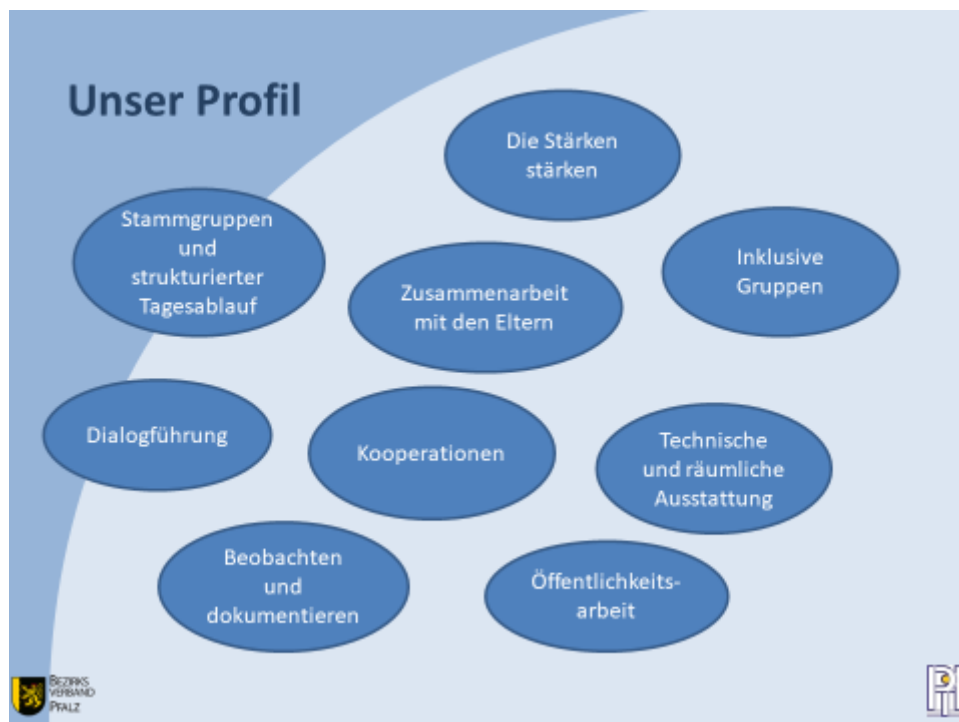 Unser Profil
Die Stärken
stärken
Stammgruppen
und
strukturierter
Tagesablauf
Zusammenarbeit
mit den Eltern
Inklusive
Gruppen
Dialogführung
Kooperationen
Technische
und räumliche
Ausstattung
Beobachten
und
dokumentieren
Öffentlichkeits-
arbeit
BEZIRKS
VERBAND
PFALZ